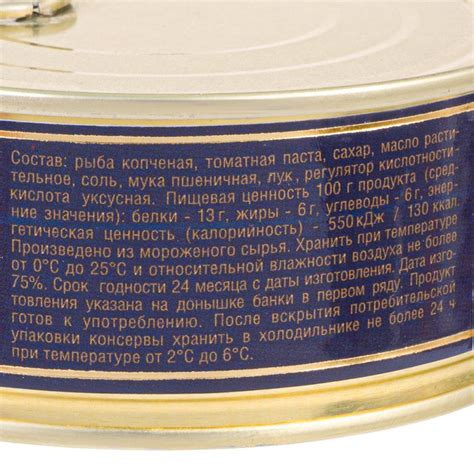 Состав: рыба копченая, томатная паста, сахар, масло расти-
тельное, соль, мука пшеничная, лук , регулятор кислотности-
кислота уксусная. Пищевая ценность 100 г продукта (сред-
ние значения): белки - 13 г, жиры - 6 г, углеводы - 6 г, энер-
гетическая ценность (калорийность) - 550 кДж / 130 ккал.
Произведено из мороженого сырья. Хранить при температуре
от 0°С до 25°С и относительной влажности воздуха не более
75%. Срок годности 24 месяца с даты изготовления. Дата изго-
товления указана на донышке банки в первом ряду. Продукт
готов к употреблению. После вскрытия потребительской
упаковки консервы хранить в холодильнике не более 24 ч
при температуре от 2°С до 6°С.